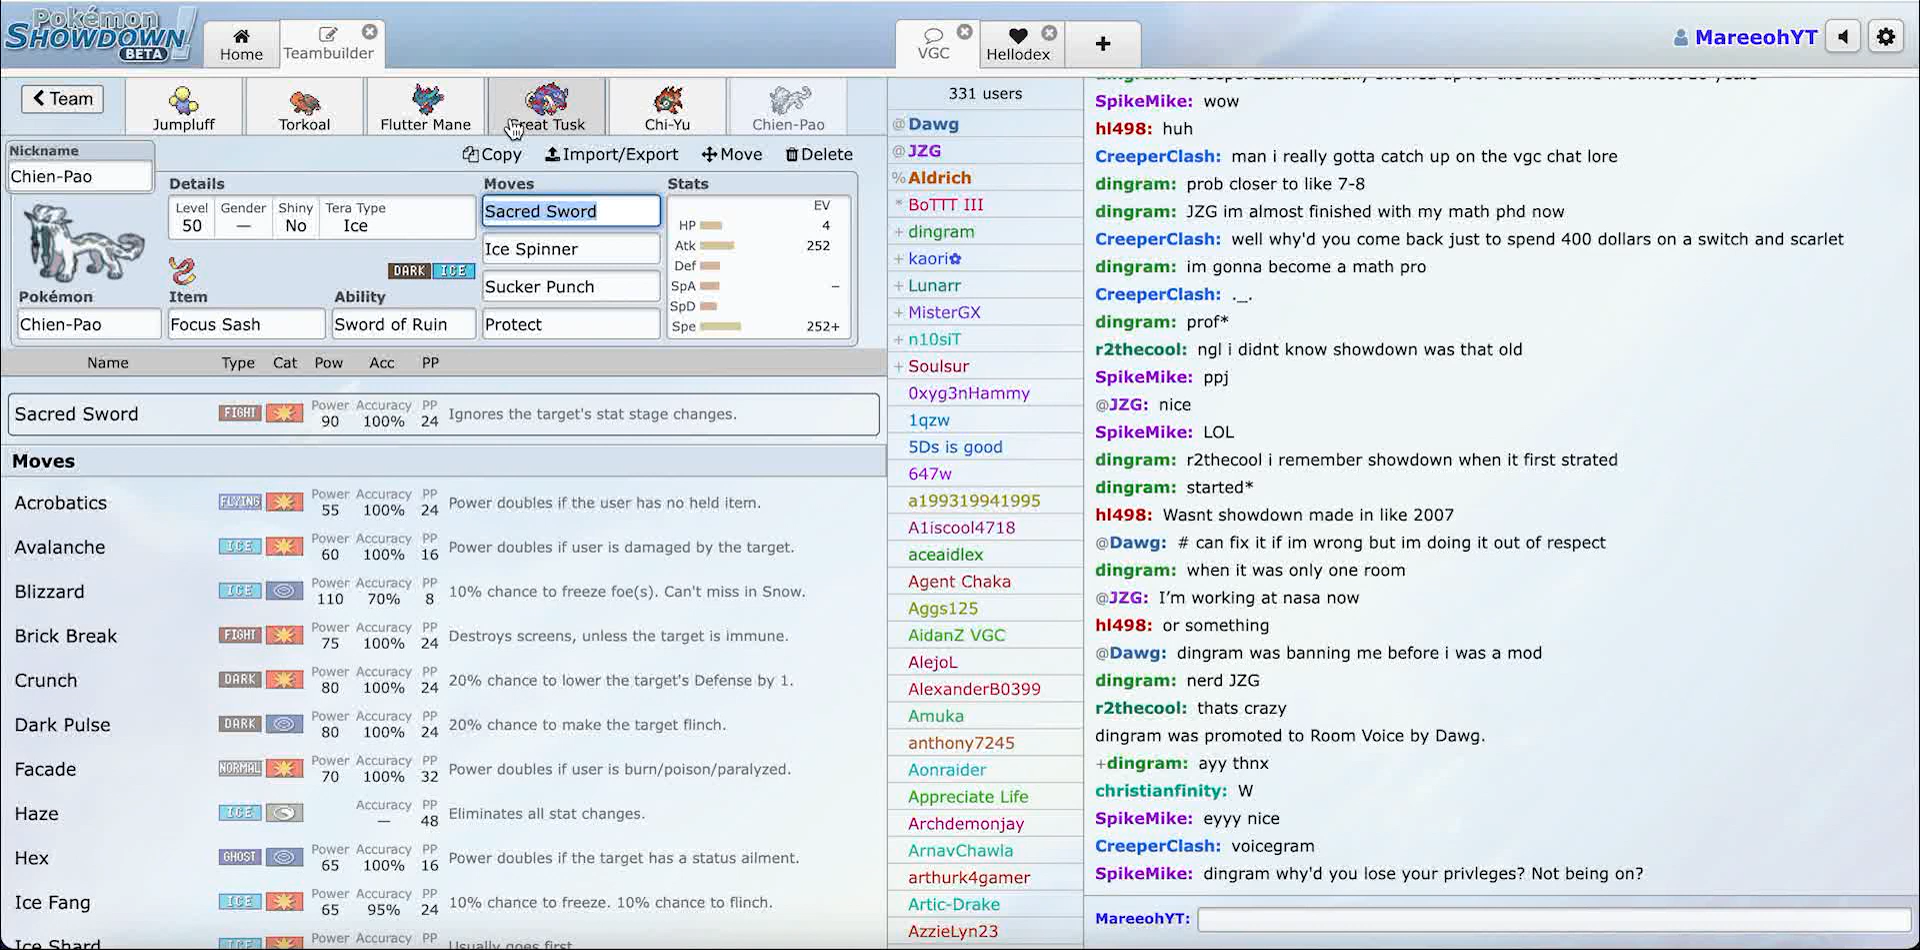 Pokémon
SHOWDOWN!
BETA
Home
Teambuilder
VGC
Hellodex
MareeohYT
Team
Jumpluff
Torkoal
Flutter Mane
Great Tusk
Chi-Yu
Chien-Pao
Copy
Import/Export
Move
Delete
Nickname
Chien-Pao
Details
Level
50
Gender
—
Shiny
No
Tera Type
Ice
DARK ICE
Pokémon
Chien-Pao
Item
Focus Sash
Ability
Sword of Ruin
Moves
Sacred Sword
Ice Spinner
Sucker Punch
Protect
Stats
EV
HP 4
Atk 252
Def
SpA –
SpD
Spe 252+
Name Type Cat Pow Acc PP
Sacred Sword FIGHT Power 90 Accuracy 100% PP 24 Ignores the target's stat stage changes.
Moves
Acrobatics FLYING Power 55 Accuracy 100% PP 24 Power doubles if the user has no held item.
Avalanche ICE Power 60 Accuracy 100% PP 16 Power doubles if user is damaged by the target.
Blizzard ICE Power 110 Accuracy 70% PP 8 10% chance to freeze foe(s). Can't miss in Snow.
Brick Break FIGHT Power 75 Accuracy 100% PP 24 Destroys screens, unless the target is immune.
Crunch DARK Power 80 Accuracy 100% PP 24 20% chance to lower the target's Defense by 1.
Dark Pulse DARK Power 80 Accuracy 100% PP 24 20% chance to make the target flinch.
Facade NORMAL Power 70 Accuracy 100% PP 32 Power doubles if user is burn/poison/paralyzed.
Haze ICE Accuracy — PP 48 Eliminates all stat changes.
Hex GHOST Power 65 Accuracy 100% PP 16 Power doubles if the target has a status ailment.
Ice Fang ICE Power 65 Accuracy 95% PP 24 10% chance to freeze. 10% chance to flinch.
Ice Shard ICE Power Accuracy PP Usually goes first.
331 users
@Dawg
@JZG
%Aldrich
*BoTTT III
+dingram
+kaori✿
+Lunarr
+MisterGX
+n10siT
+Soulsur
0xyg3nHammy
1qzw
5Ds is good
647w
a199319941995
A1iscool4718
aceaidlex
Agent Chaka
Aggs125
AidanZ VGC
AlejoL
AlexanderB0399
Amuka
anthony7245
Aonraider
Appreciate Life
Archdemonjay
ArnavChawla
arthurk4gamer
Artic-Drake
AzzieLyn23
SpikeMike: wow
hl498: huh
CreeperClash: man i really gotta catch up on the vgc chat lore
dingram: prob closer to like 7-8
dingram: JZG im almost finished with my math phd now
CreeperClash: well why'd you come back just to spend 400 dollars on a switch and scarlet
dingram: im gonna become a math pro
CreeperClash: ._.
dingram: prof*
r2thecool: ngl i didnt know showdown was that old
SpikeMike: ppj
@JZG: nice
SpikeMike: LOL
dingram: r2thecool i remember showdown when it first strated
dingram: started*
hl498: Wasnt showdown made in like 2007
@Dawg: # can fix it if im wrong but im doing it out of respect
dingram: when it was only one room
@JZG: I'm working at nasa now
hl498: or something
@Dawg: dingram was banning me before i was a mod
dingram: nerd JZG
r2thecool: thats crazy
dingram was promoted to Room Voice by Dawg.
+dingram: ayy thnx
christianfinity: W
SpikeMike: eyyy nice
CreeperClash: voicegram
SpikeMike: dingram why'd you lose your privleges? Not being on?
MareeohYT: